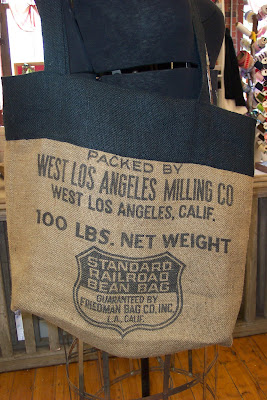 PACKED BY
WEST LOS ANGELES MILLING CO
WEST LOS ANGELES, CALIF.
100 LBS. NET WEIGHT
STANDARD
RAILROAD
BEAN BAG
GUARANTEED BY
FRIEDMAN BAG CO., INC.
L.A. CALIF.